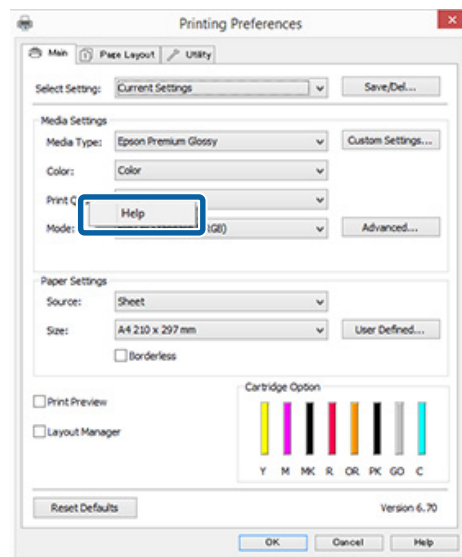 Printing Preferences
Main Page Layout Utility
Select Setting: Current Settings Save/Del...
Media Settings
Media Type: Epson Premium Glossy Custom Settings...
Color: Color
Print
Help
Mode: RGB) Advanced...
Paper Settings
Source: Sheet
Size: A4 210 x 297 mm User Defined...
Borderless
Cartridge Option
Print Preview
Layout Manager
Y M MK R OR PK GO C
Reset Defaults Version 6.70
OK Cancel Help